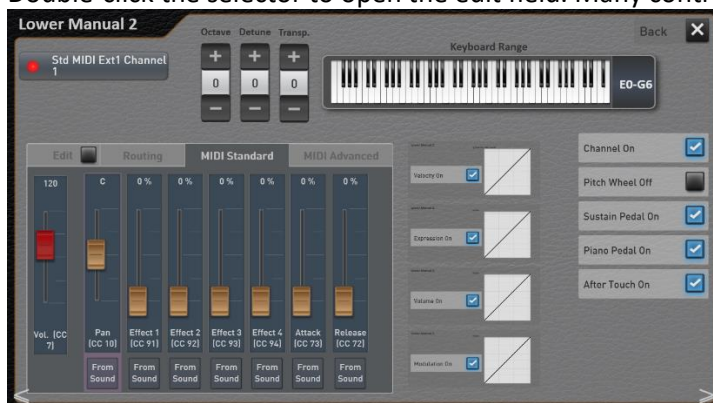 Double-click the selector to open the edit field. Many contr
Lower Manual 2
Octave Detune Transp.
Back
Keyboard Range
Std MIDI Ext1 Channel
1
+ + +
0 0 0
E0-G6
Edit Routing MIDI Standard MIDI Advanced
Channel On
120 C 0 % 0 % 0 % 0 % 0 % 0 %
Velocity On
Pitch Wheel Off
Sustain Pedal On
Expression On
Piano Pedal On
After Touch On
Volume On
Vol. (CC
7)
Pan
(CC 10)
Effect 1
(CC 91)
Effect 2
(CC 92)
Effect 3
(CC 93)
Effect 4
(CC 94)
Attack
(CC 73)
Release
(CC 72)
Modulation On
From
Sound
From
Sound
From
Sound
From
Sound
From
Sound
From
Sound
From
Sound